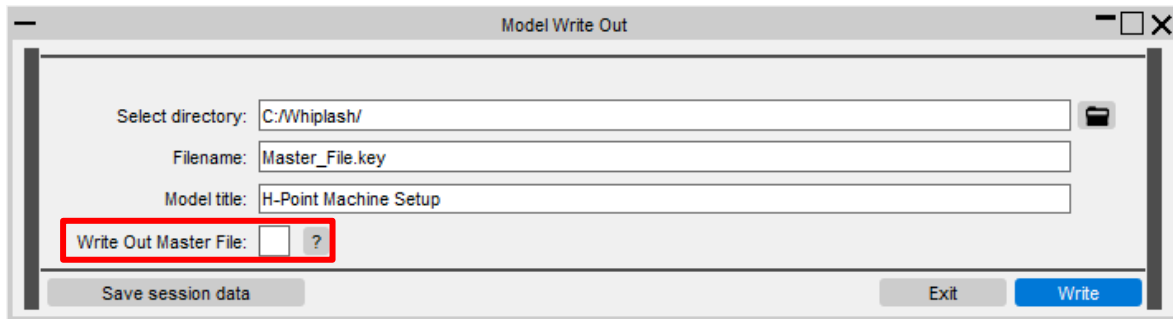 Model Write Out
Select directory: C:/Whiplash/
Filename: Master_File.key
Model title: H-Point Machine Setup
Write Out Master File: ?
Save session data Exit Write